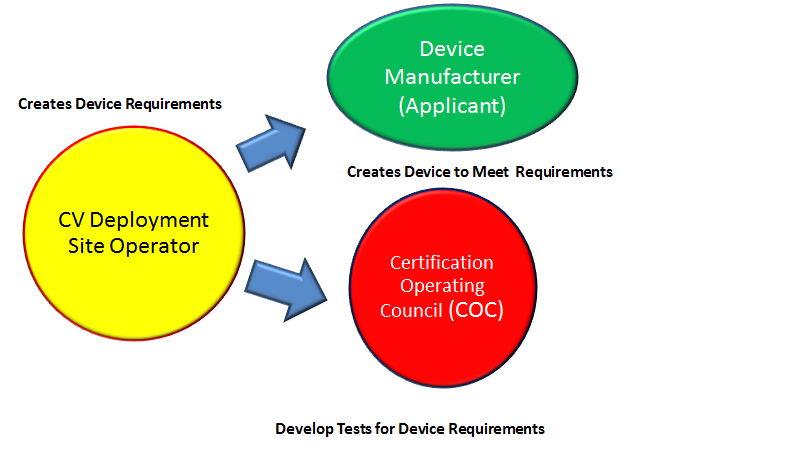 Device
Manufacturer
(Applicant)
Creates Device Requirements
Creates Device to Meet Requirements
CV Deployment
Site Operator
Certification
Operating
Council (COC)
Develop Tests for Device Requirements